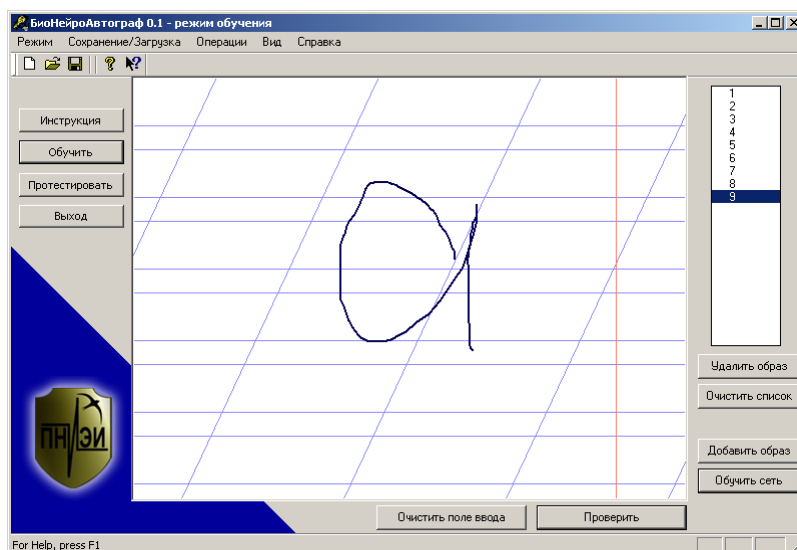 БиоНейроАвтограф 0.1 - режим обучения
Режим Сохранение/Загрузка Операции Вид Справка
Инструкция
Обучить
Протестировать
Выход
ПНИЭИ
а
1
2
3
4
5
6
7
8
9
Удалить образ
Очистить список
Добавить образ
Обучить сеть
Очистить поле ввода
Проверить
For Help, press F1